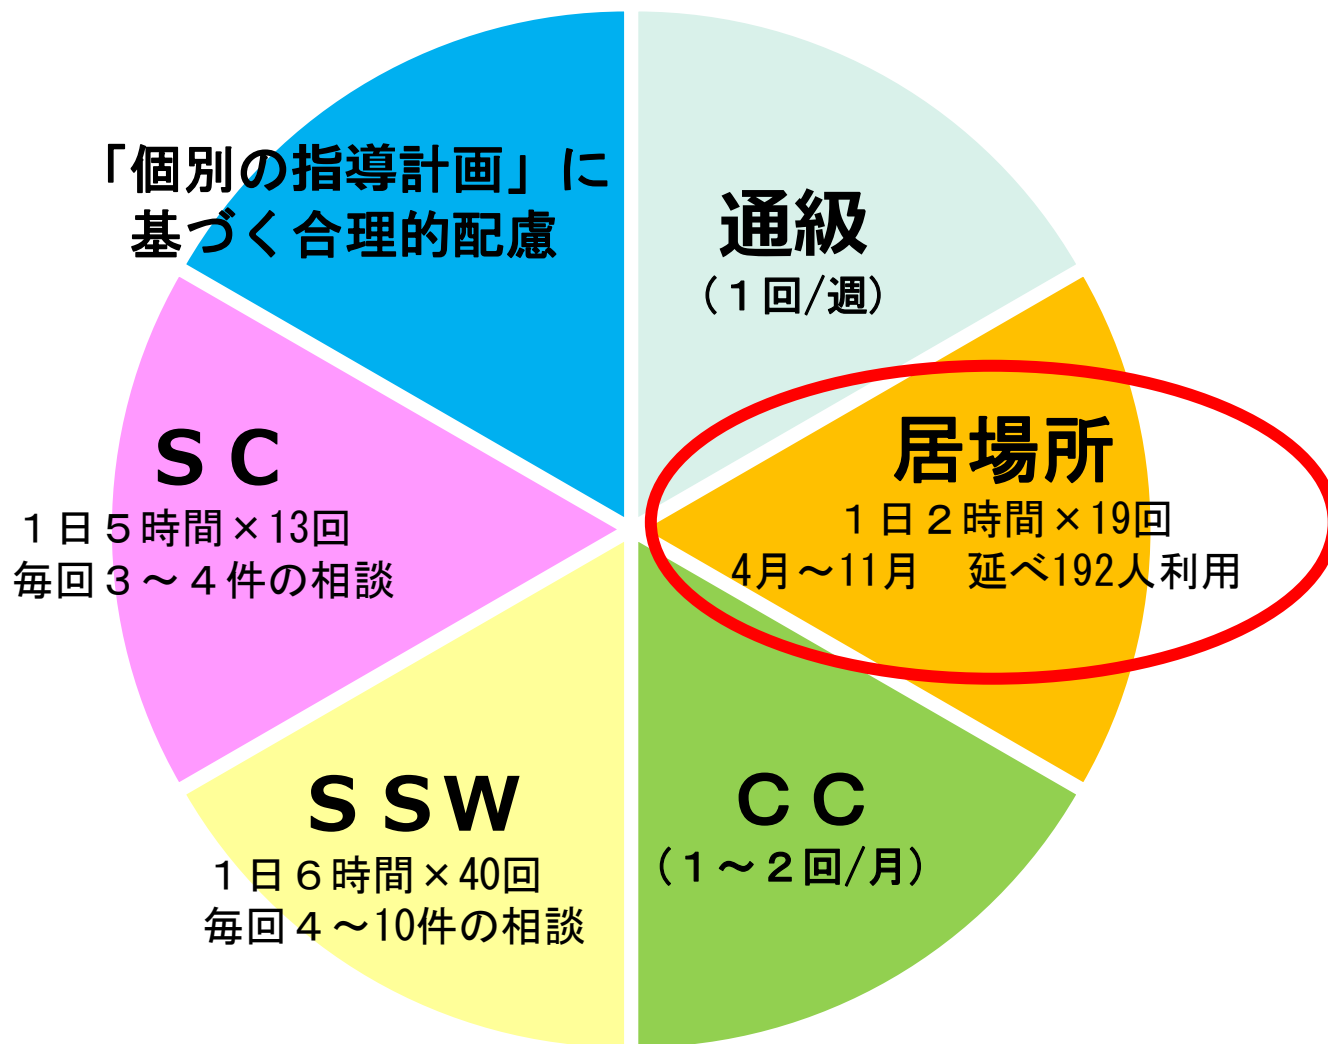 「個別の指導計画」に
基づく合理的配慮
通級
（１回/週）
居場所
１日２時間×19回
4月～11月　延べ192人利用
ＣＣ
（１～２回/月）
ＳＳＷ
１日６時間×40回
毎回４～10件の相談
ＳＣ
１日５時間×13回
毎回３～４件の相談